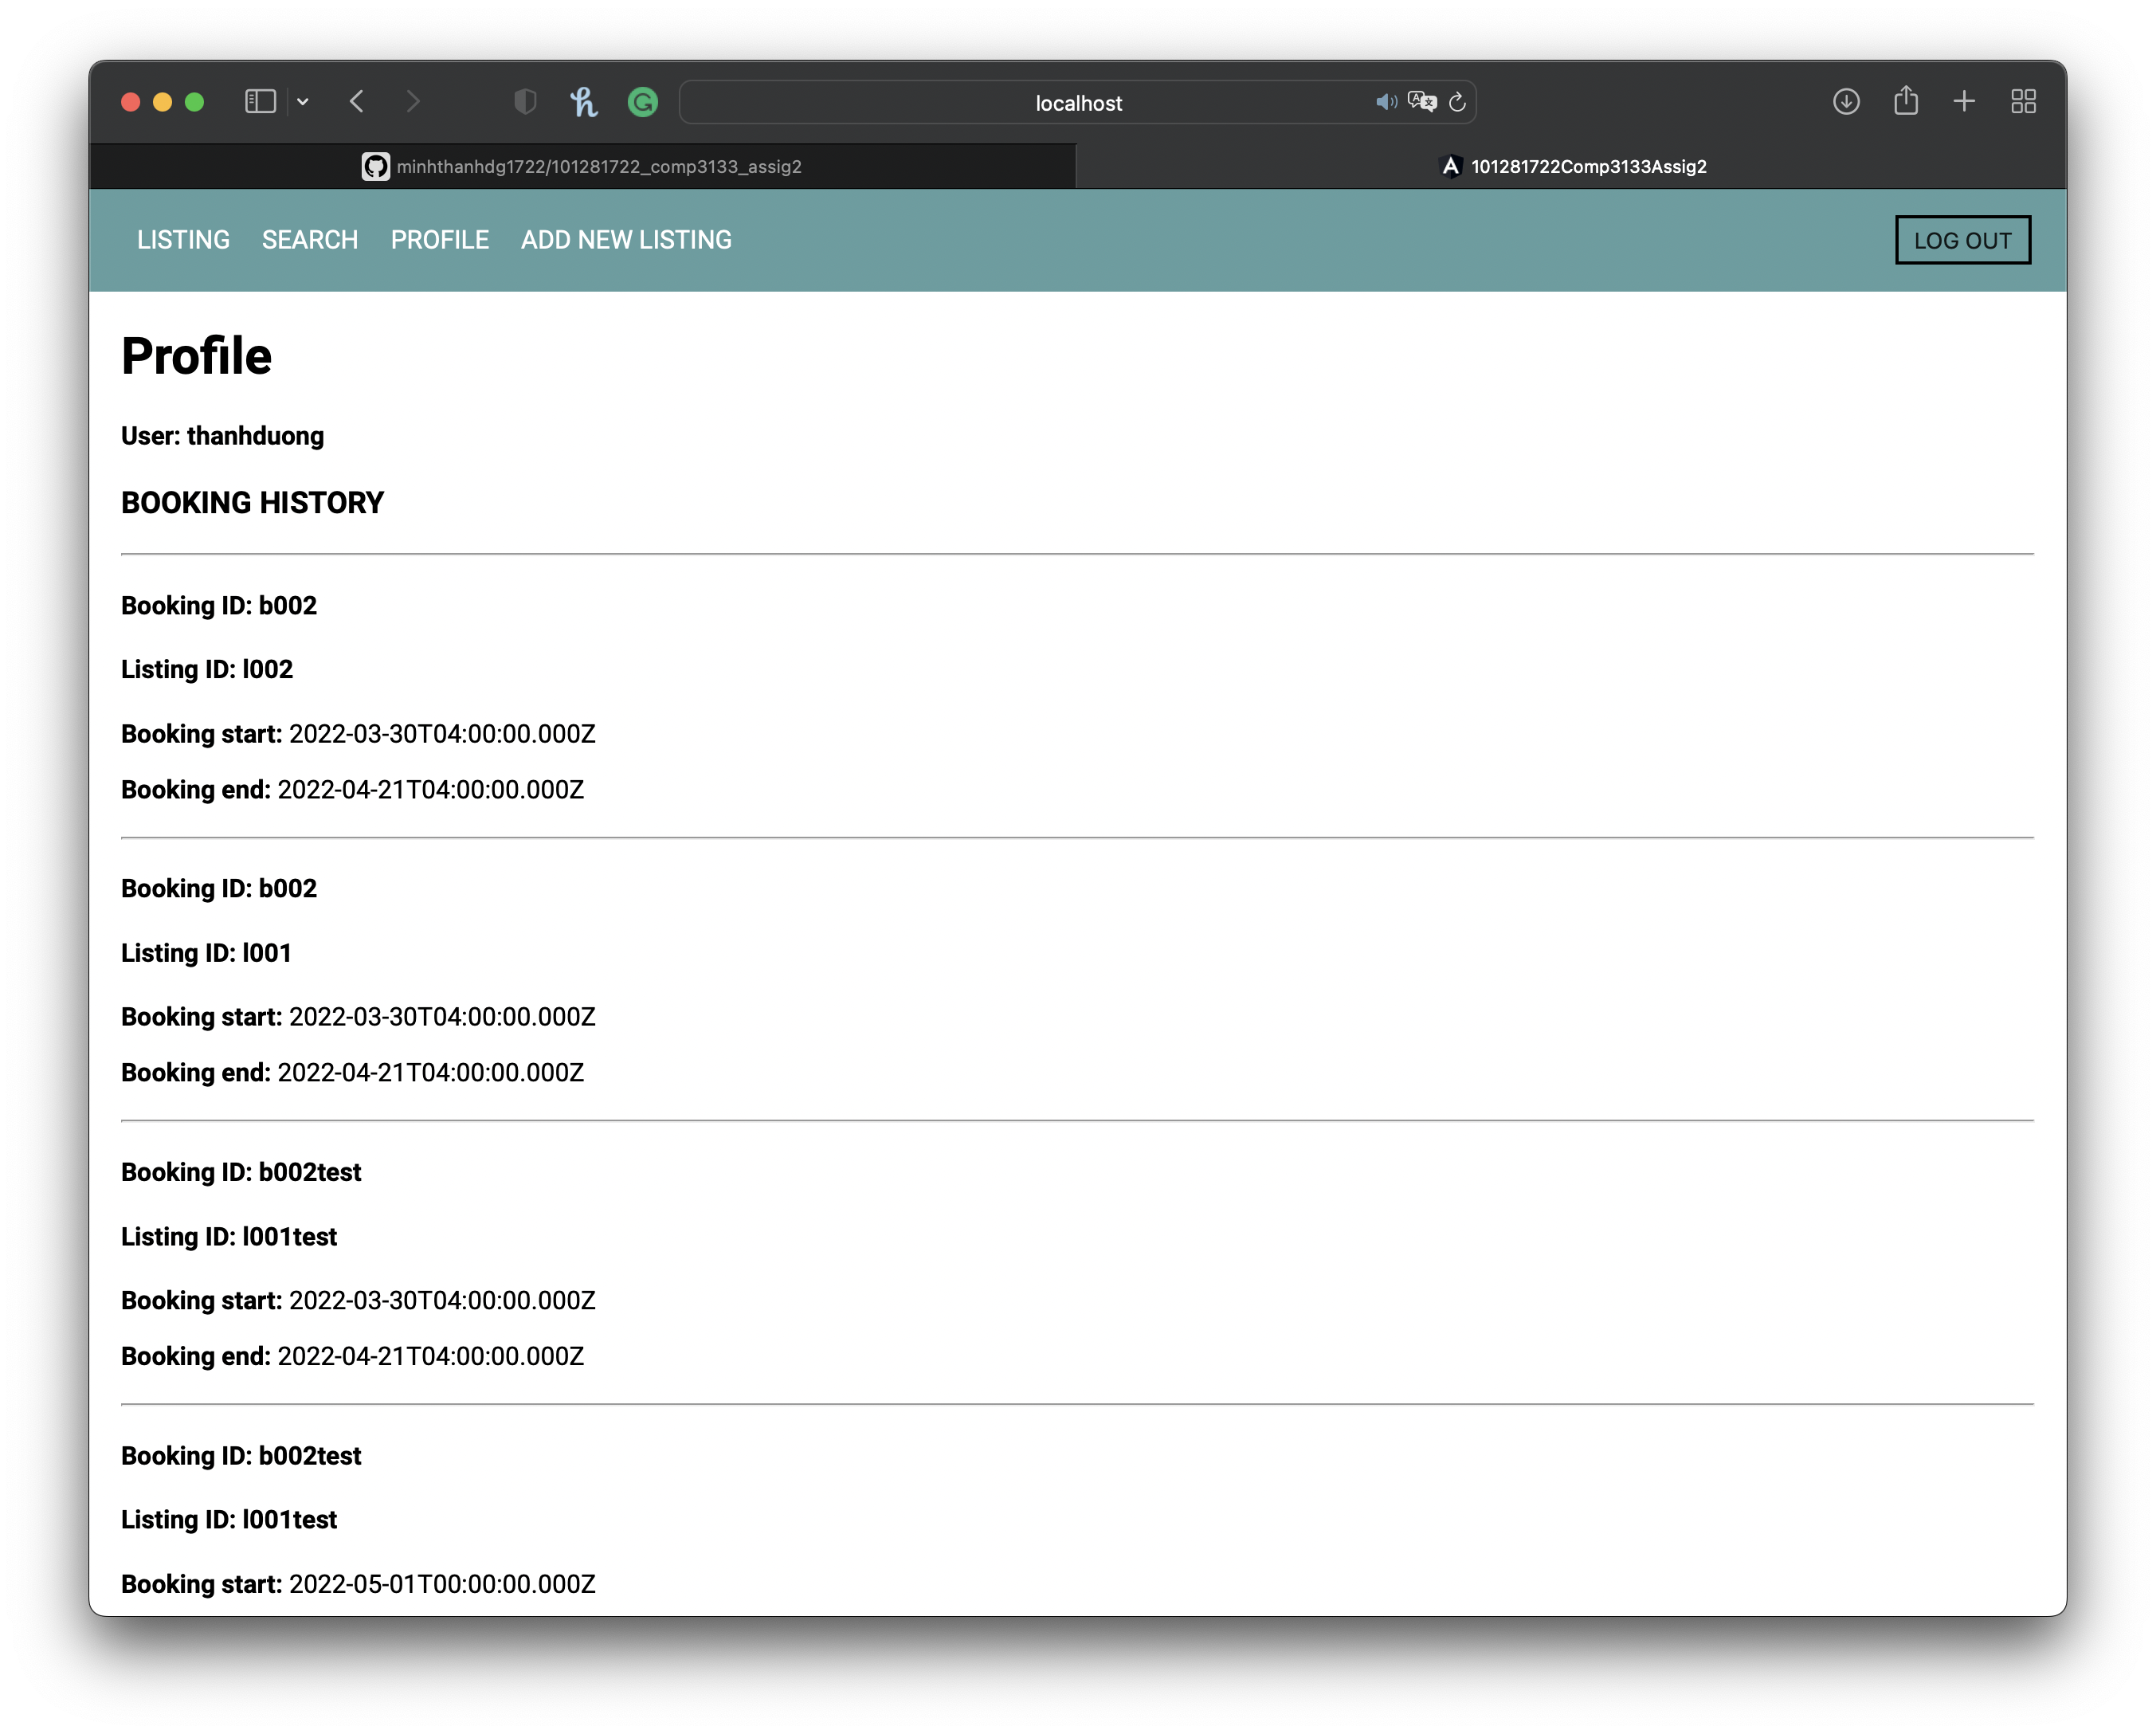 localhost
minhthanhdg1722/101281722_comp3133_assig2
101281722Comp3133Assig2
LISTING SEARCH PROFILE ADD NEW LISTING LOG OUT
Profile
User: thanhduong
BOOKING HISTORY
Booking ID: b002
Listing ID: l002
Booking start: 2022-03-30T04:00:00.000Z
Booking end: 2022-04-21T04:00:00.000Z
Booking ID: b002
Listing ID: l001
Booking start: 2022-03-30T04:00:00.000Z
Booking end: 2022-04-21T04:00:00.000Z
Booking ID: b002test
Listing ID: l001test
Booking start: 2022-03-30T04:00:00.000Z
Booking end: 2022-04-21T04:00:00.000Z
Booking ID: b002test
Listing ID: l001test
Booking start: 2022-05-01T00:00:00.000Z